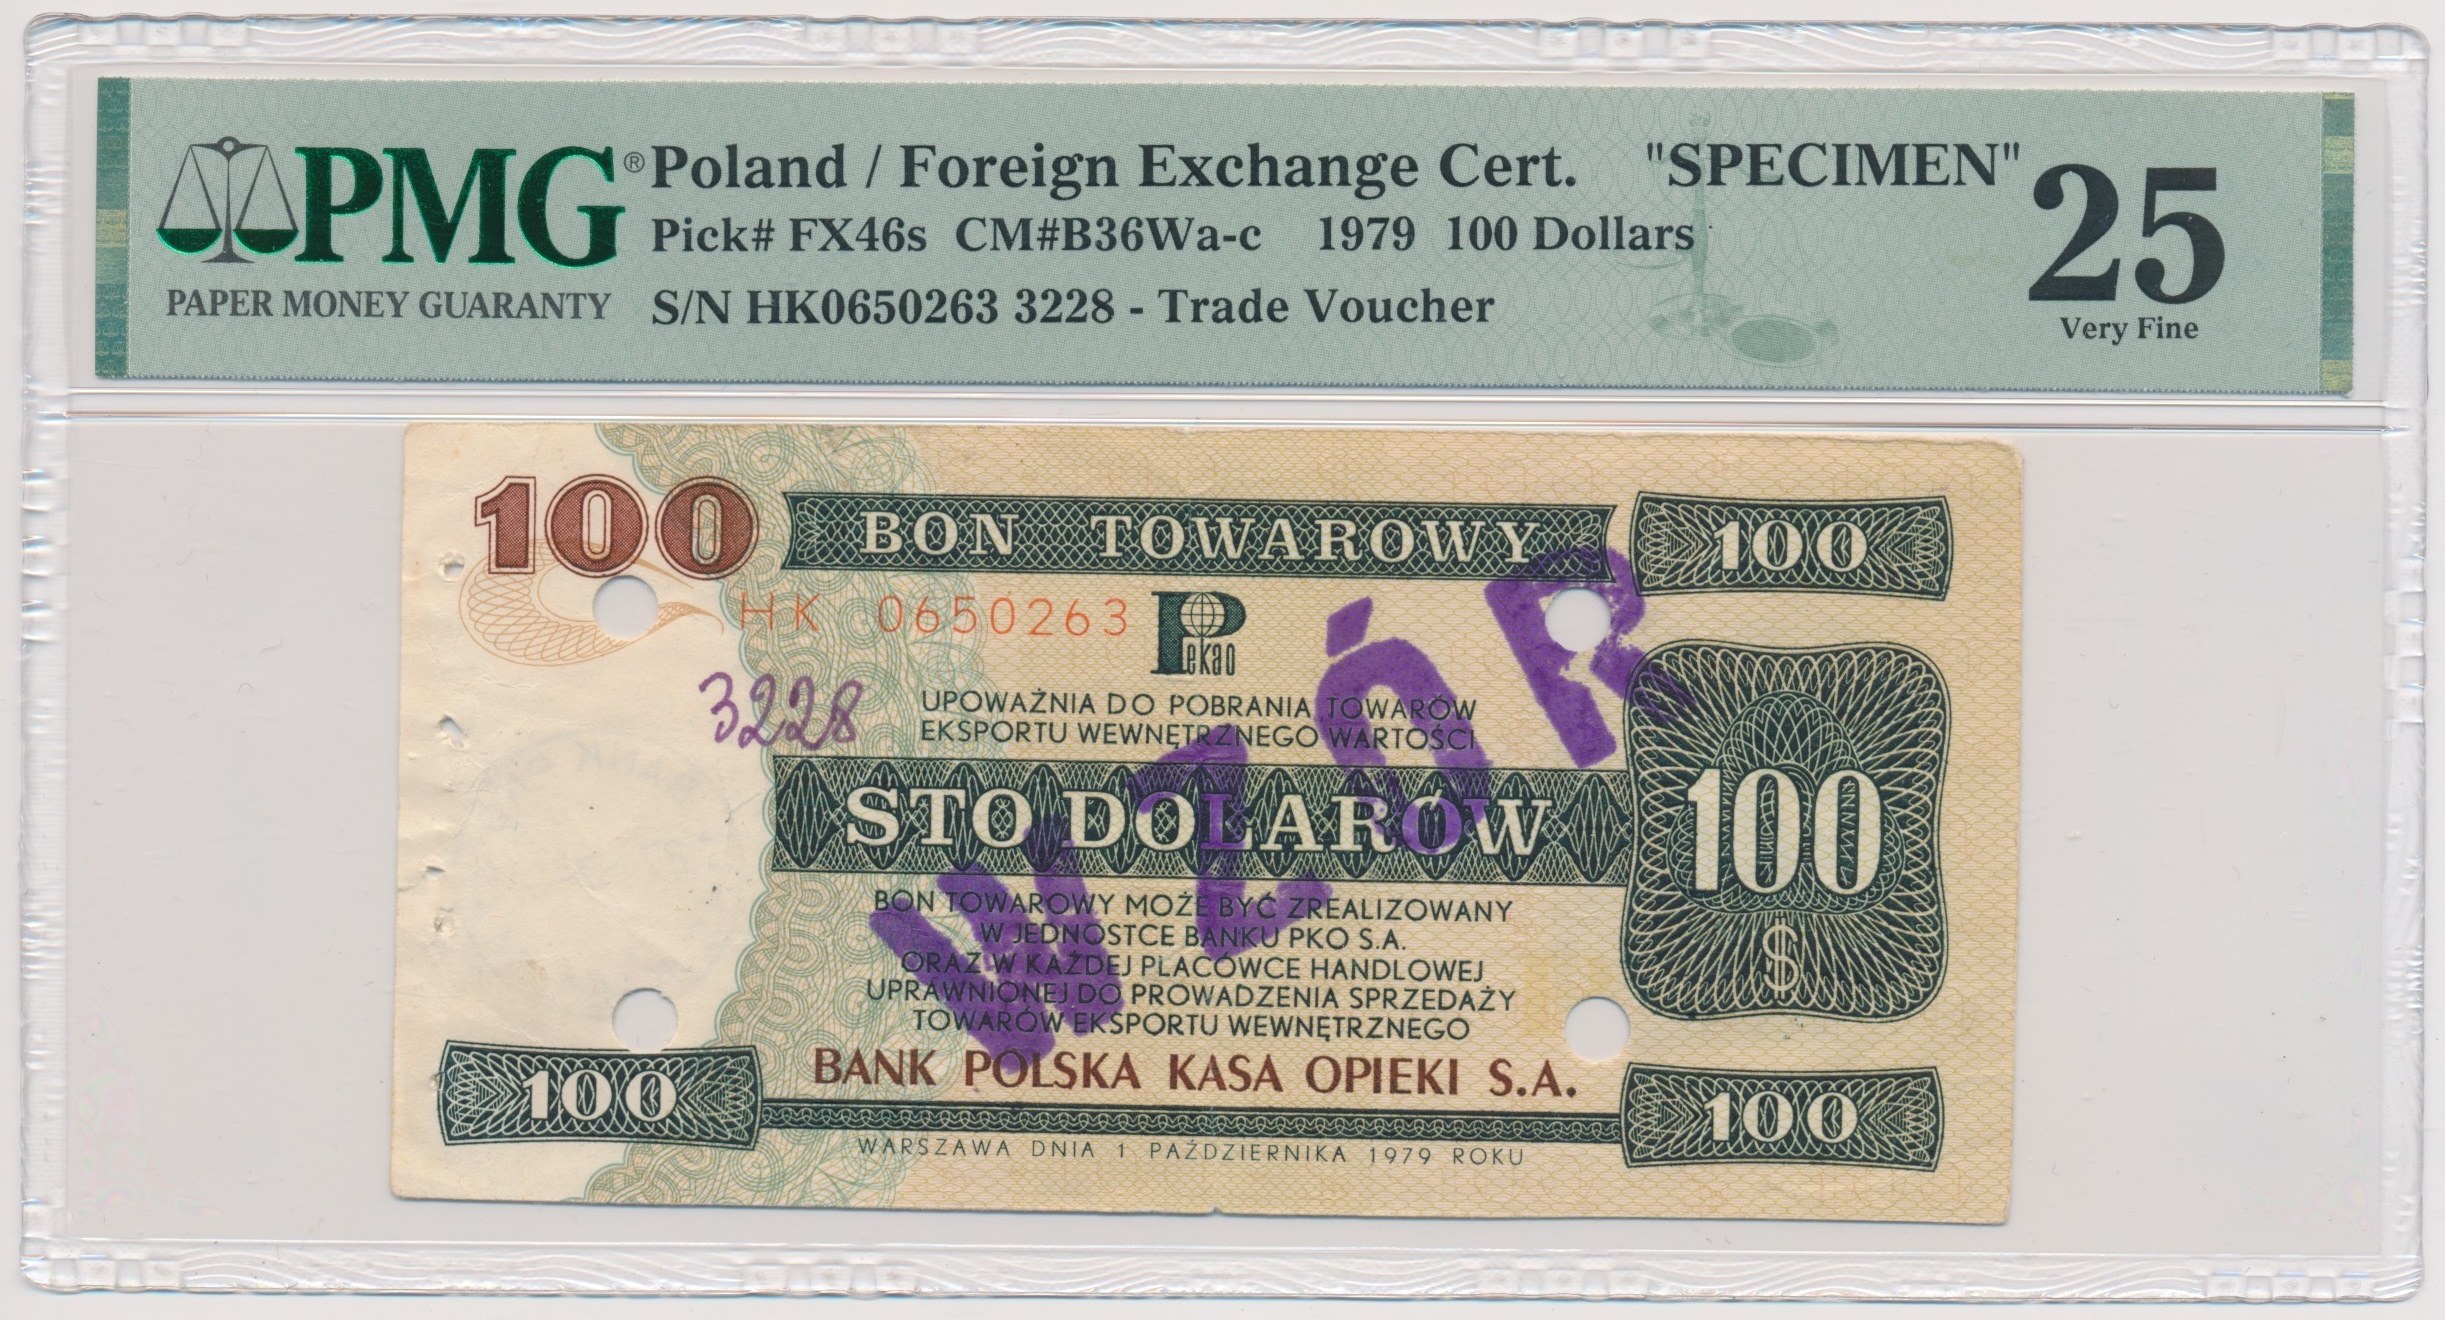 PMG® Poland / Foreign Exchange Cert. "SPECIMEN" 25
Pick# FX46s CM#B36Wa-c 1979 100 Dollars
PAPER MONEY GUARANTY S/N HK0650263 3228 - Trade Voucher Very Fine
100 BON TOWAROWY 100
HK 0650263 Pekao
3228
UPOWAŻNIA DO POBRANIA TOWARÓW
EKSPORTU WEWNĘTRZNEGO WARTOŚCI
STO DOLARÓW 100
$
WZÓR
BON TOWAROWY MOŻE BYĆ ZREALIZOWANY
W JEDNOSTCE BANKU PKO S.A.
ORAZ W KAŻDEJ PLACÓWCE HANDLOWEJ
UPRAWNIONEJ DO PROWADZENIA SPRZEDAŻY
TOWARÓW EKSPORTU WEWNĘTRZNEGO
BANK POLSKA KASA OPIEKI S.A.
100 100
WARSZAWA DNIA 1 PAŹDZIERNIKA 1979 ROKU